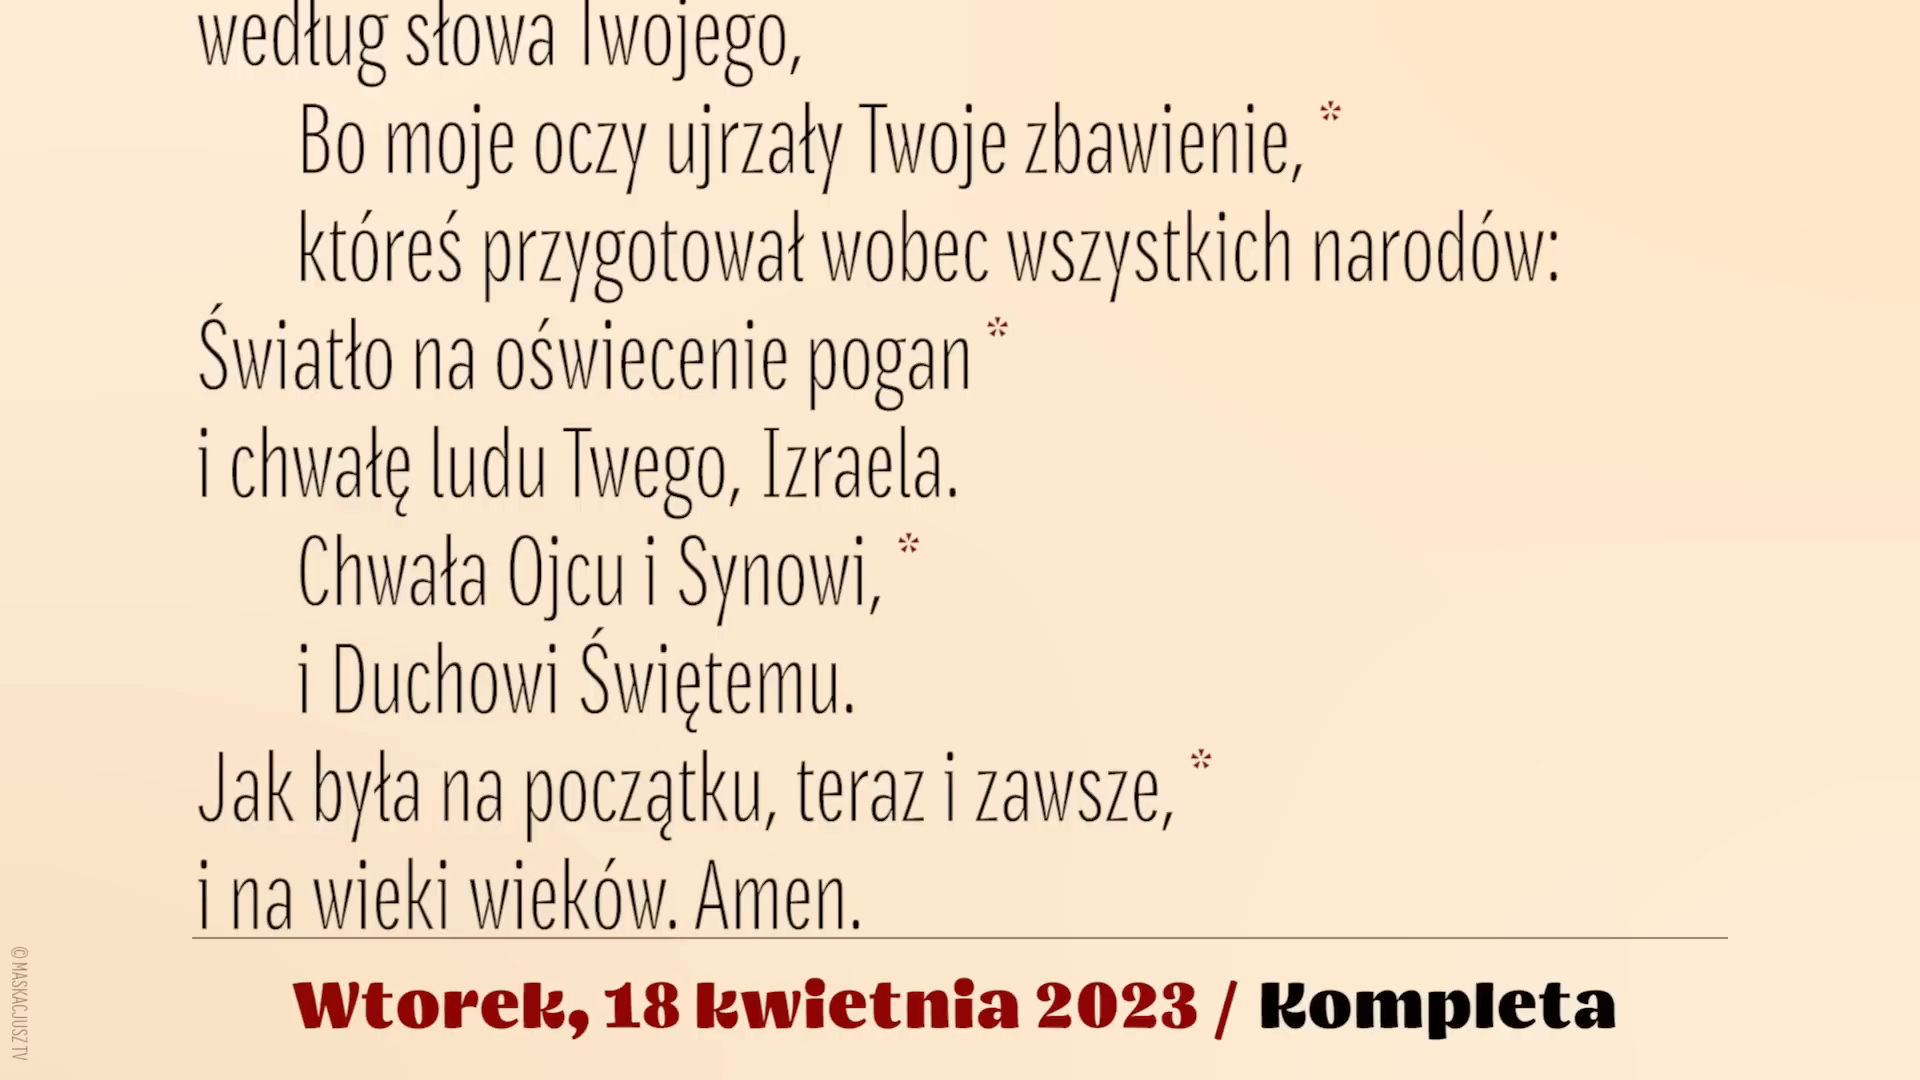 według słowa Twojego,
Bo moje oczy ujrzały Twoje zbawienie, *
któreś przygotował wobec wszystkich narodów:
Światło na oświecenie pogan *
i chwałę ludu Twego, Izraela.
Chwała Ojcu i Synowi, *
i Duchowi Świętemu.
Jak była na początku, teraz i zawsze, *
i na wieki wieków. Amen.
Wtorek, 18 kwietnia 2023 / Kompleta
© MASKACJUSZ TV